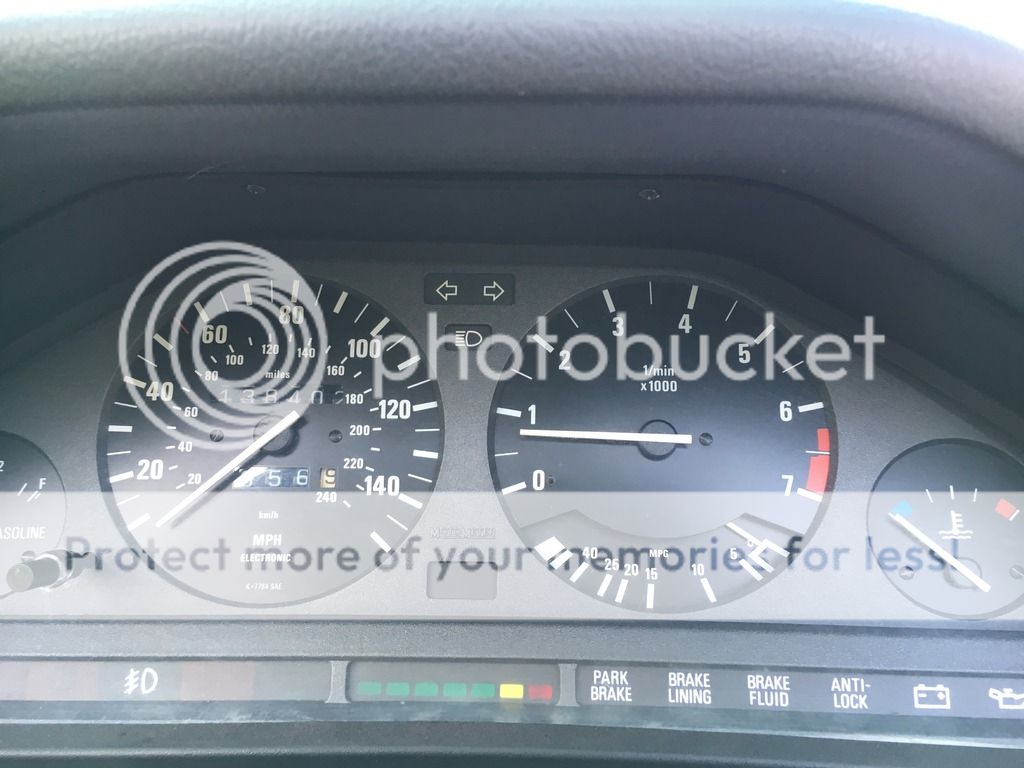 60
80
100
120
140
40
20
80
100
120
140
160
180
200
220
240
60
40
20
miles
km/h
MPH
ELECTRONIC
K=7704 SAE
photobucket
1/min
x1000
0
1
2
3
4
5
6
7
MPG
40
25
20
15
10
5
F
GASOLINE
Protect more of your memories for less!
PARK
BRAKE
BRAKE
LINING
BRAKE
FLUID
ANTI-
LOCK